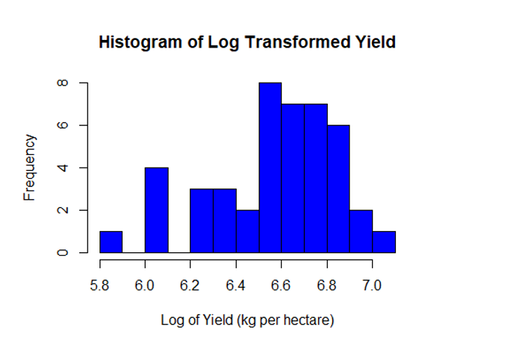 Histogram of Log Transformed Yield
Frequency
8
6
4
2
0
5.8 6.0 6.2 6.4 6.6 6.8 7.0
Log of Yield (kg per hectare)